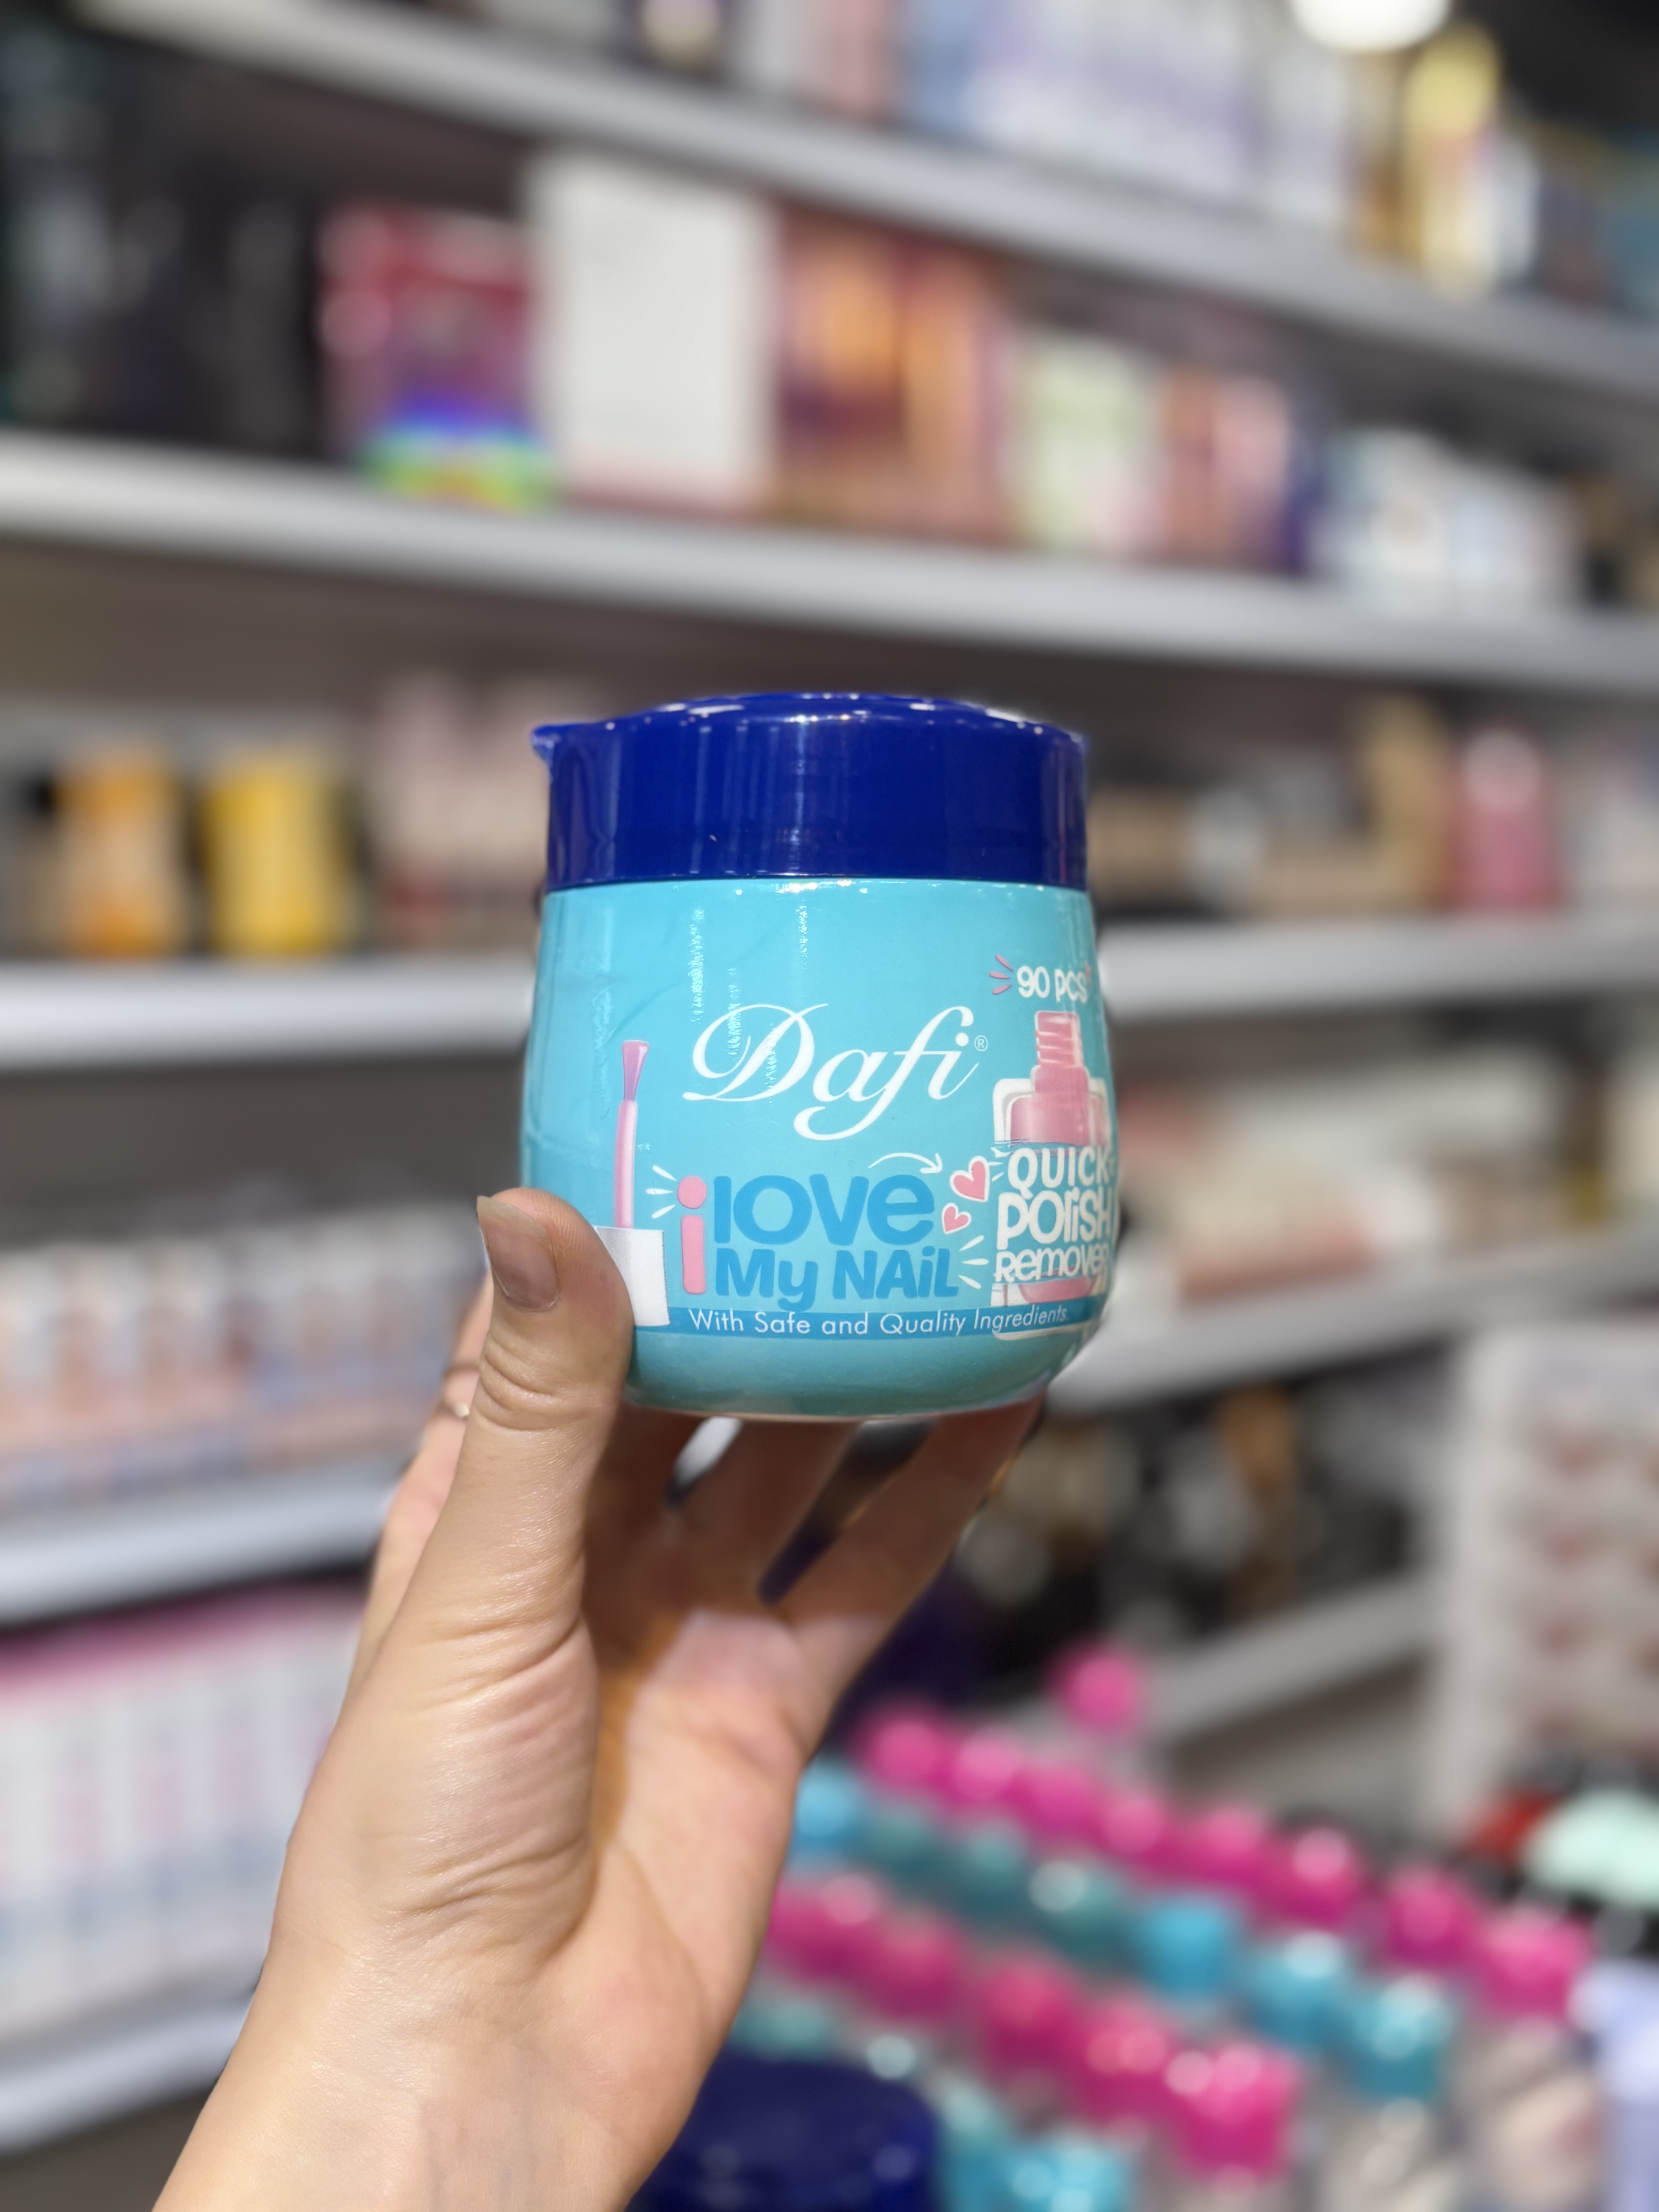 90 PCS
Dafi®
i love
My NAiL
QUICK
POLiSH
Remover
With Safe and Quality Ingredients.